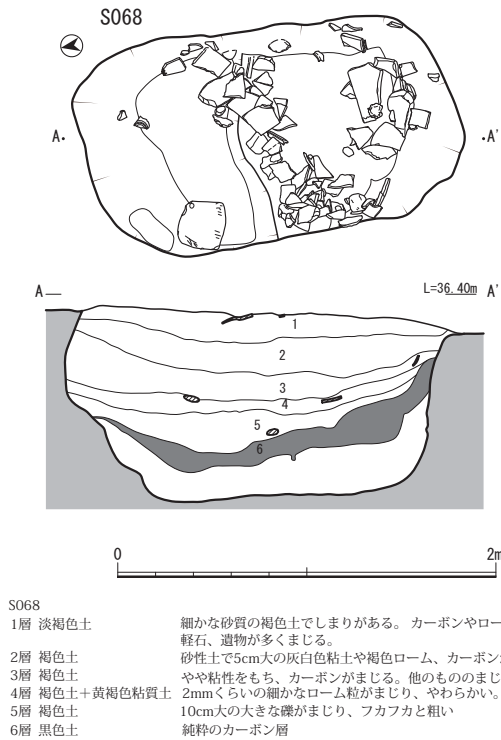 S068
A・
・A'
A
L=36.40m A'
1
2
3
4
5
6
0
2m
S068
1層 淡褐色土 細かな砂質の褐色土でしまりがある。 カーボンやロー
軽石、遺物が多くまじる。
2層 褐色土 砂性土で5cm大の灰白色粘土や褐色ローム、カーボン
3層 褐色土 やや粘性をもち、カーボンがまじる。他のもののまじ
4層 褐色土＋黄褐色粘質土 2mmくらいの細かなローム粒がまじり、やわらかい。
5層 褐色土 10cm大の大きな礫がまじり、フカフカと粗い
6層 黒色土 純粋のカーボン層